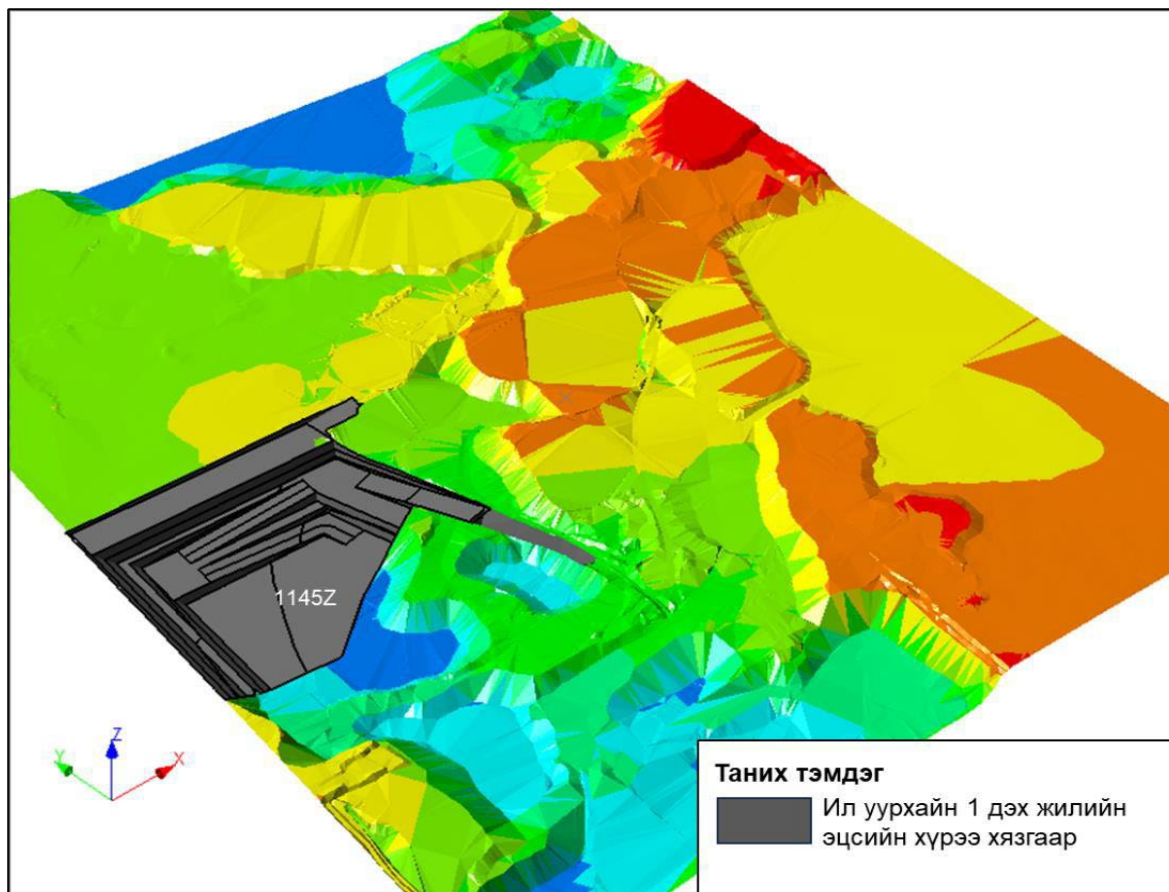 1145Z
Z
Y
X
Таних тэмдэг
Ил уурхайн 1 дэх жилийн
эцсийн хүрээ хязгаар